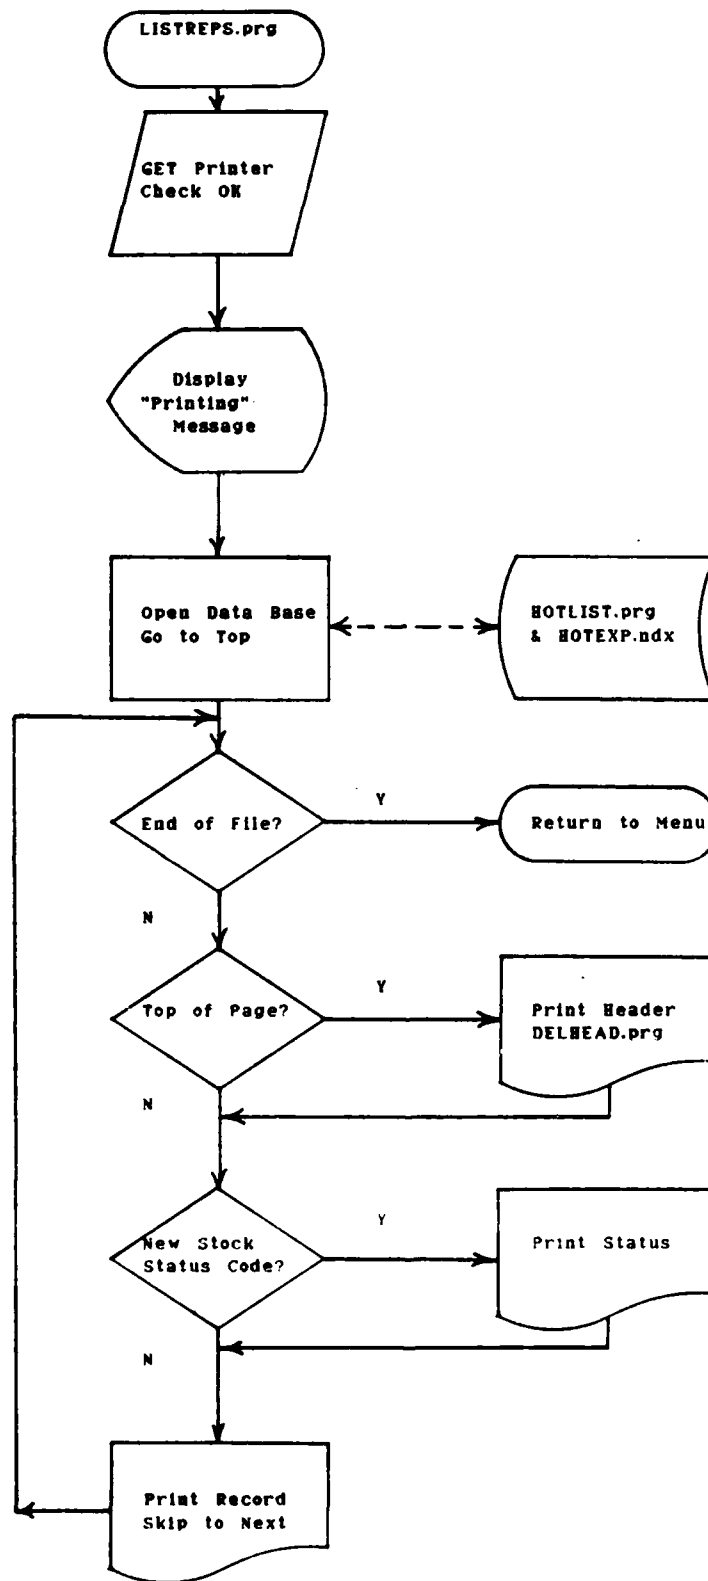 LISTREPS.prg
GET Printer
Check OK
Display
"Printing"
Message
Open Data Base
Go to Top
HOTLIST.prg
& HOTEXP.ndx
End of File?
Y
Return to Menu
N
Top of Page?
Y
Print Header
DELHEAD.prg
N
New Stock
Status Code?
Y
Print Status
N
Print Record
Skip to Next